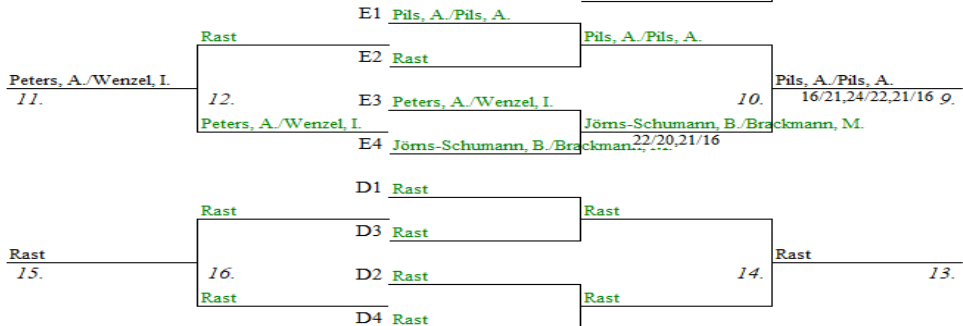 E1 Pils, A./Pils, A.
Rast Pils, A./Pils, A.
E2 Rast
Peters, A./Wenzel, I. Pils, A./Pils, A.
11. 12. E3 Peters, A./Wenzel, I. 10. 16/21,24/22,21/16 9.
Peters, A./Wenzel, I. Jörns-Schumann, B./Brackmann, M.
E4 Jörns-Schumann, B./Brackmann, 22/20,21/16
D1 Rast
Rast Rast
D3 Rast
Rast Rast
15. 16. D2 Rast 14. 13.
Rast Rast
D4 Rast